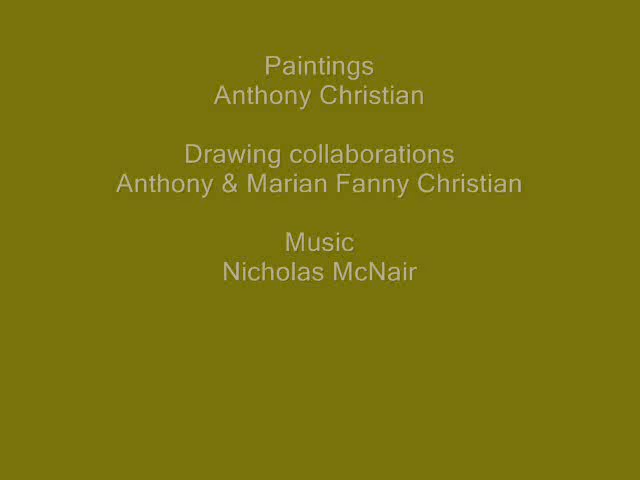 Paintings
Anthony Christian
Drawing collaborations
Anthony & Marian Fanny Christian
Music
Nicholas McNair